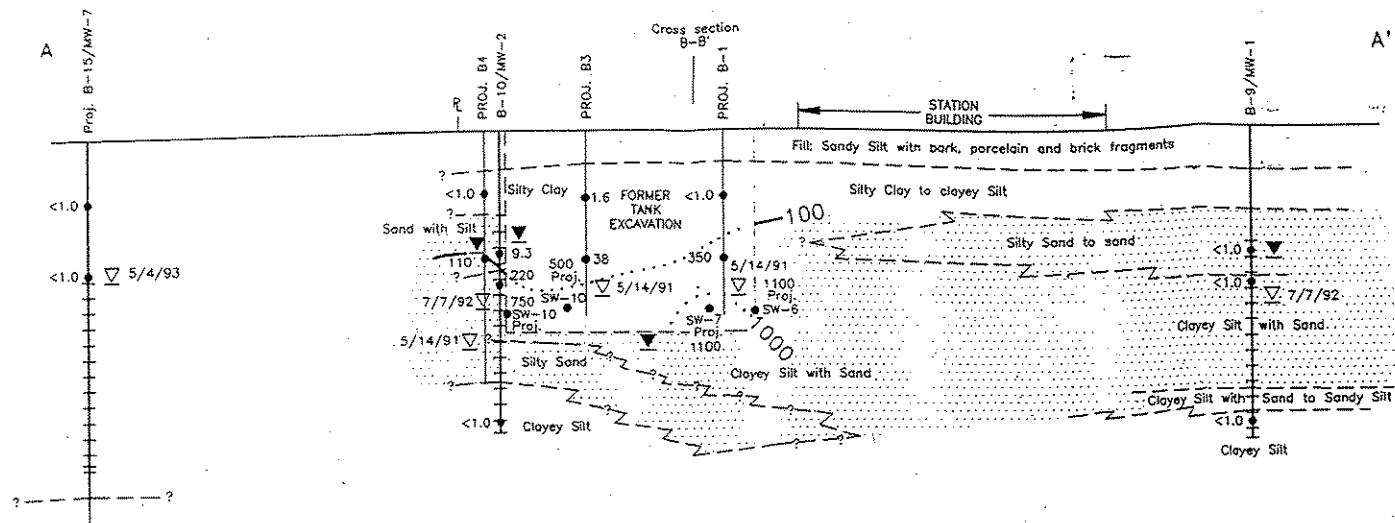 A
A'
Cross section
B-B'
Proj. B-15/MW-7
PROJ. B4
B-10/MW-2
PROJ. B3
PROJ. B-1
B-9/MW-1
STATION
BUILDING
Fill: Sandy Silt with bark, porcelain and brick fragments
?
<1.0
Silty Clay
1.6
FORMER
TANK
EXCAVATION
<1.0
Silty Clay to clayey Silt
<1.0
?
Sand with Silt
100
?
Silty Sand to sand
9.3
110
?
220
500
Proj.
38
350
5/14/91
<1.0
<1.0
5/4/93
<1.0
7/7/92
750
SW-10
Proj.
SW-10
5/14/91
1100
Proj.
SW-6
SW-7
Proj.
1100
1000
7/7/92
Clayey Silt with Sand
5/14/91
?
Silty Sand
?
Clayey Silt with Sand
?
?
?
?
Clayey Silt with Sand to Sandy Silt
<1.0
Clayey Silt
?
?
<1.0
Clayey Silt
?
?